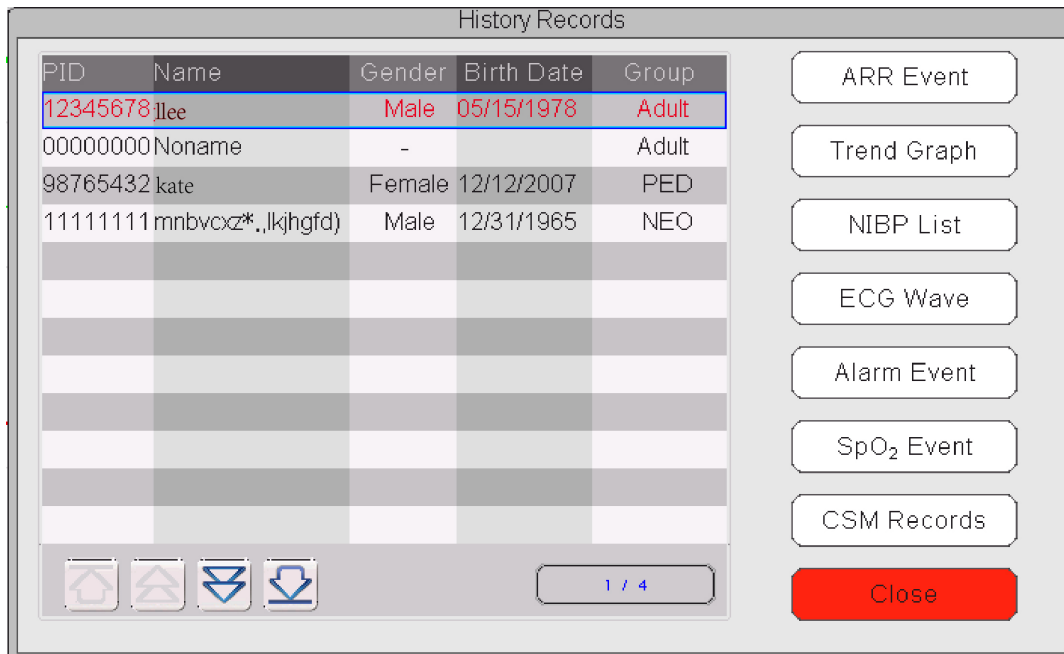 History Records
PID Name Gender Birth Date Group
12345678 llee Male 05/15/1978 Adult
00000000 Noname - Adult
98765432 kate Female 12/12/2007 PED
11111111 mnbvcxz*.,lkjhgfd) Male 12/31/1965 NEO
1 / 4
ARR Event
Trend Graph
NIBP List
ECG Wave
Alarm Event
SpO₂ Event
CSM Records
Close